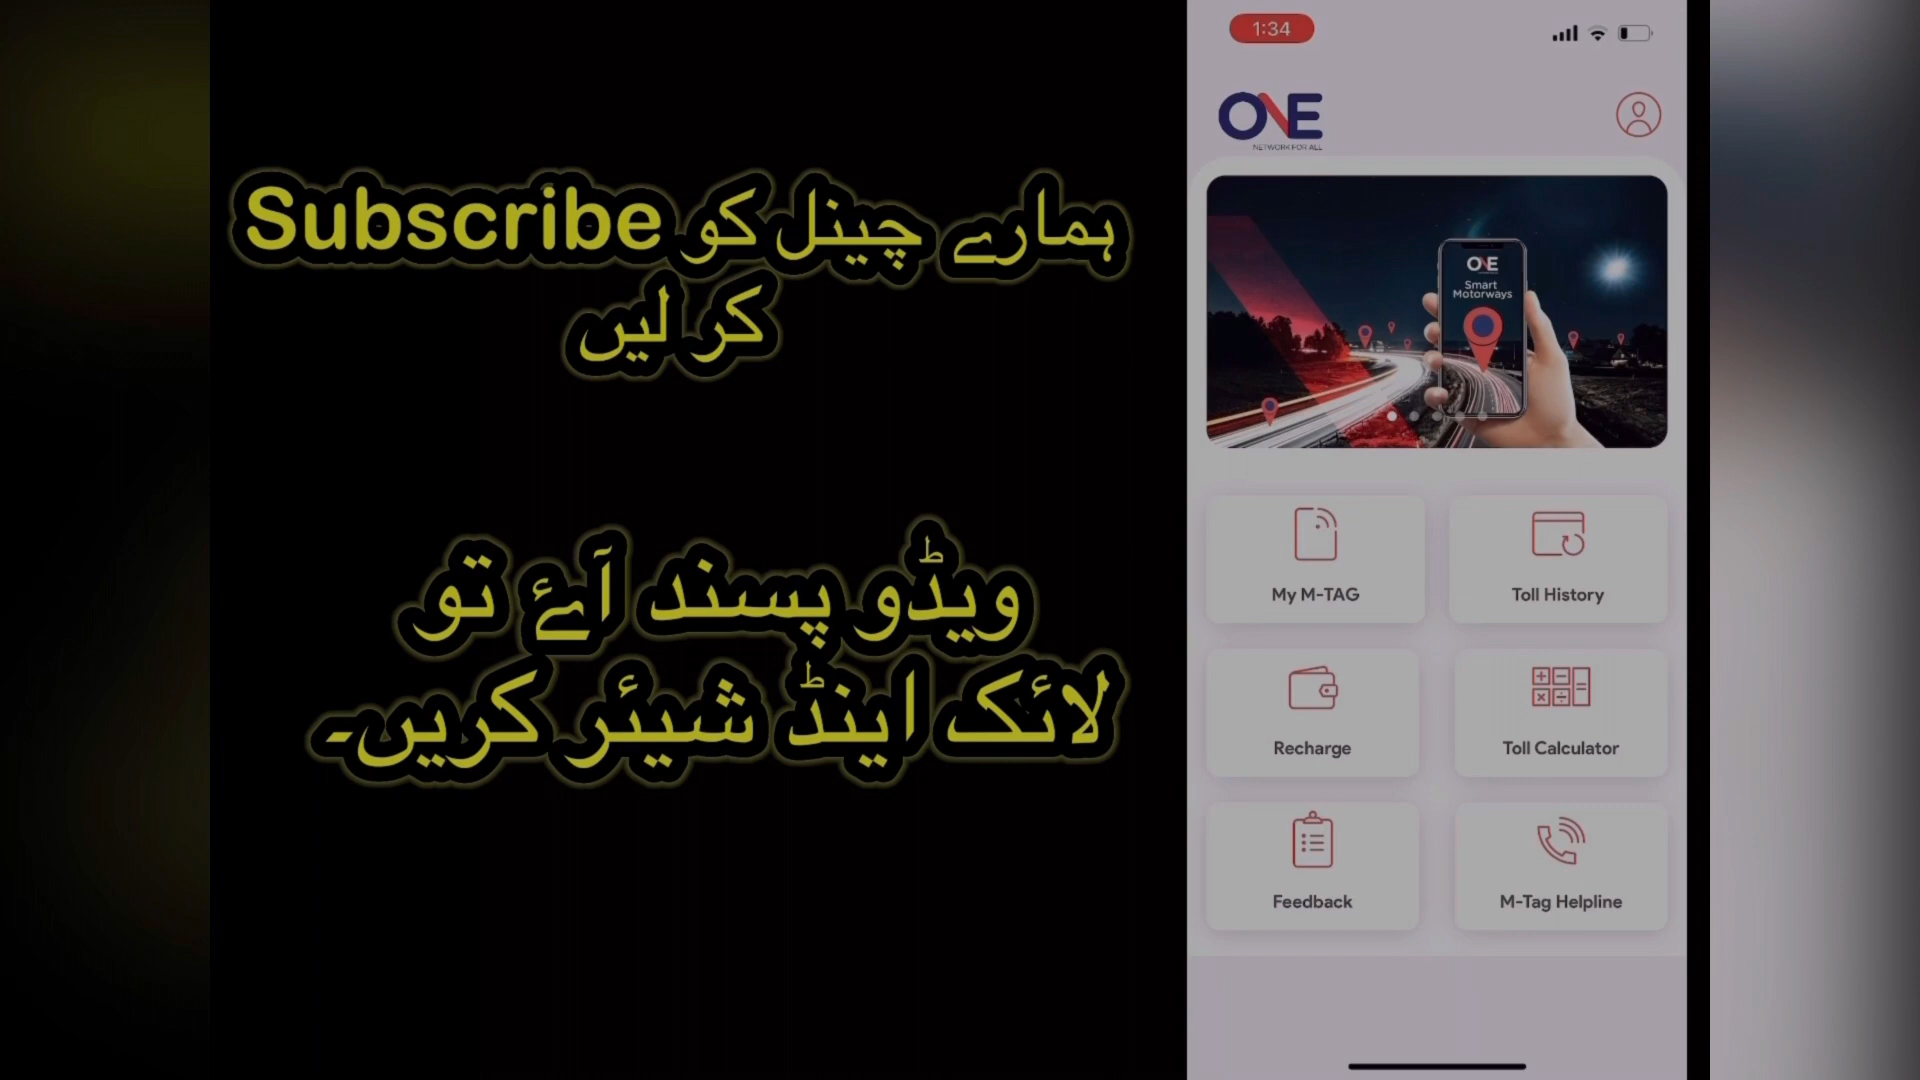 ہمارے چینل کو Subscribe
کر لیں
ویڈو پسند آۓ تو
لائک اینڈ شیئر کریں۔
1:34
ONE
NETWORK FOR ALL
ONE
Smart
Motorways
My M-TAG
Toll History
Recharge
Toll Calculator
Feedback
M-Tag Helpline